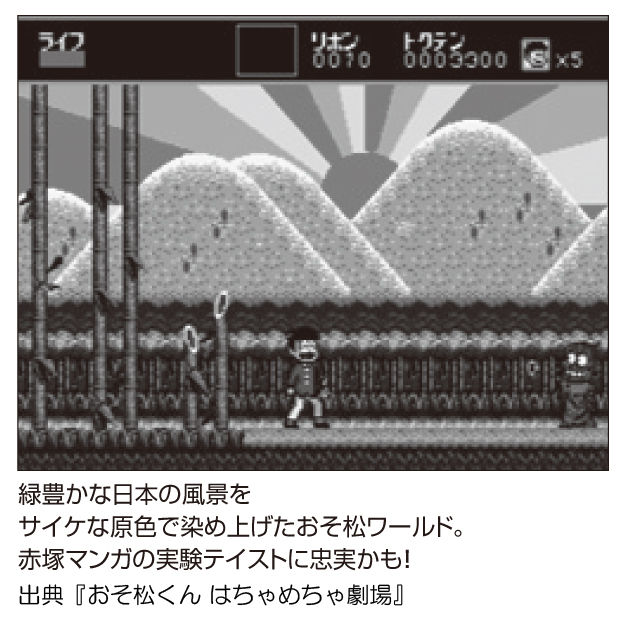 ライフ
リボン トクテン
0010 0003300 S ×5
緑豊かな日本の風景を
サイケな原色で染め上げたおそ松ワールド。
赤塚マンガの実験テイストに忠実かも!
出典『おそ松くん はちゃめちゃ劇場』